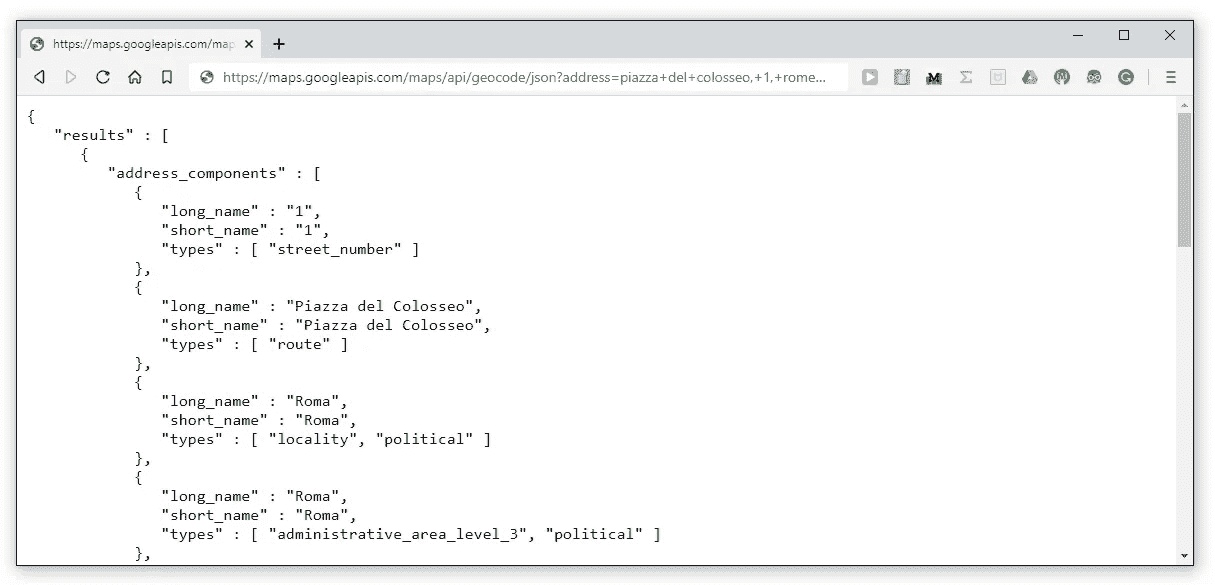 https://maps.googleapis.com/map
https://maps.googleapis.com/maps/api/geocode/json?address=piazza+del+colosseo,+1,+rome...
{
   "results" : [
      {
         "address_components" : [
            {
               "long_name" : "1",
               "short_name" : "1",
               "types" : [ "street_number" ]
            },
            {
               "long_name" : "Piazza del Colosseo",
               "short_name" : "Piazza del Colosseo",
               "types" : [ "route" ]
            },
            {
               "long_name" : "Roma",
               "short_name" : "Roma",
               "types" : [ "locality", "political" ]
            },
            {
               "long_name" : "Roma",
               "short_name" : "Roma",
               "types" : [ "administrative_area_level_3", "political" ]
            },